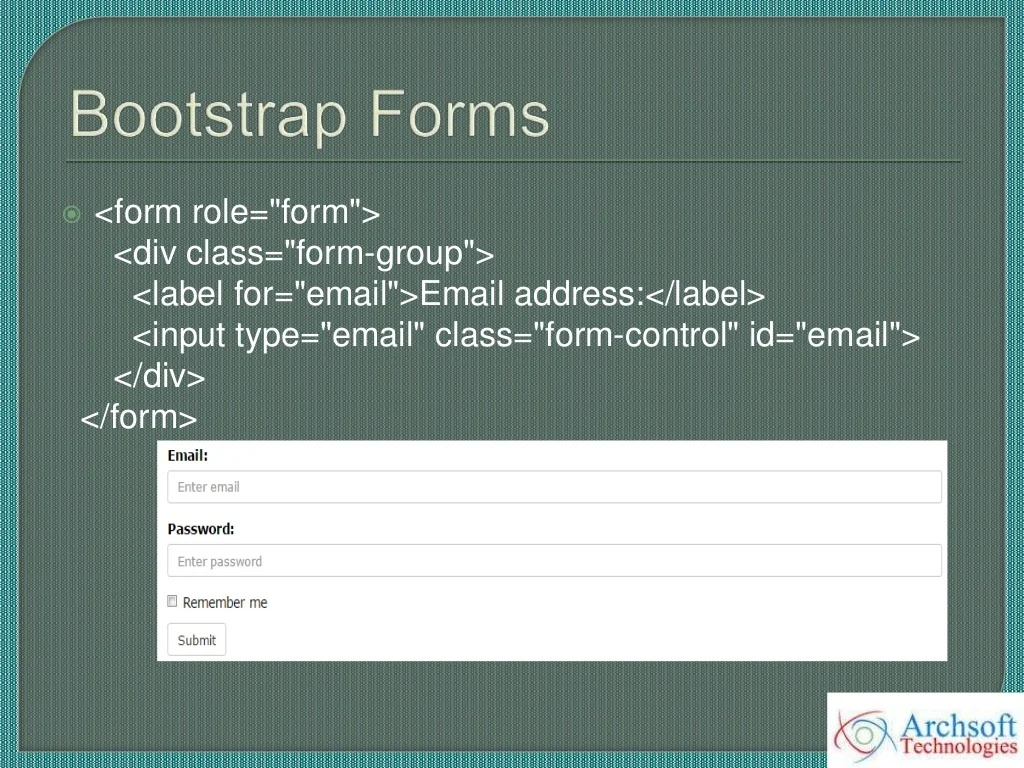 Bootstrap Forms
<form role="form">
<div class="form-group">
<label for="email">Email address:</label>
<input type="email" class="form-control" id="email">
</div>
</form>
Email:
Enter email
Password:
Enter password
Remember me
Submit
Archsoft
Technologies